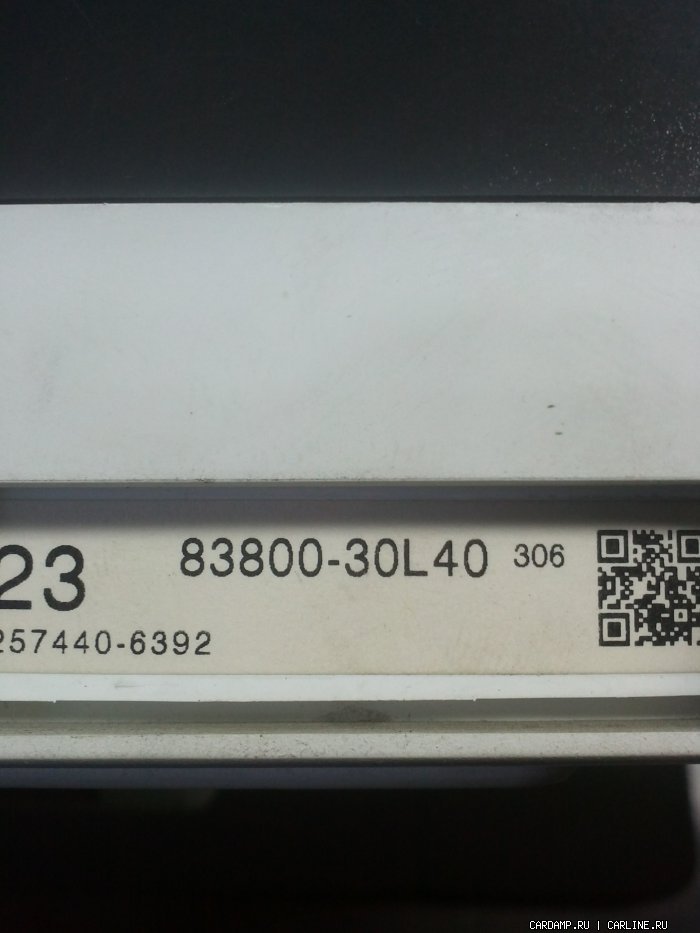 23
83800-30L40 306
257440-6392
CARDAMP.RU | CARLINE.RU